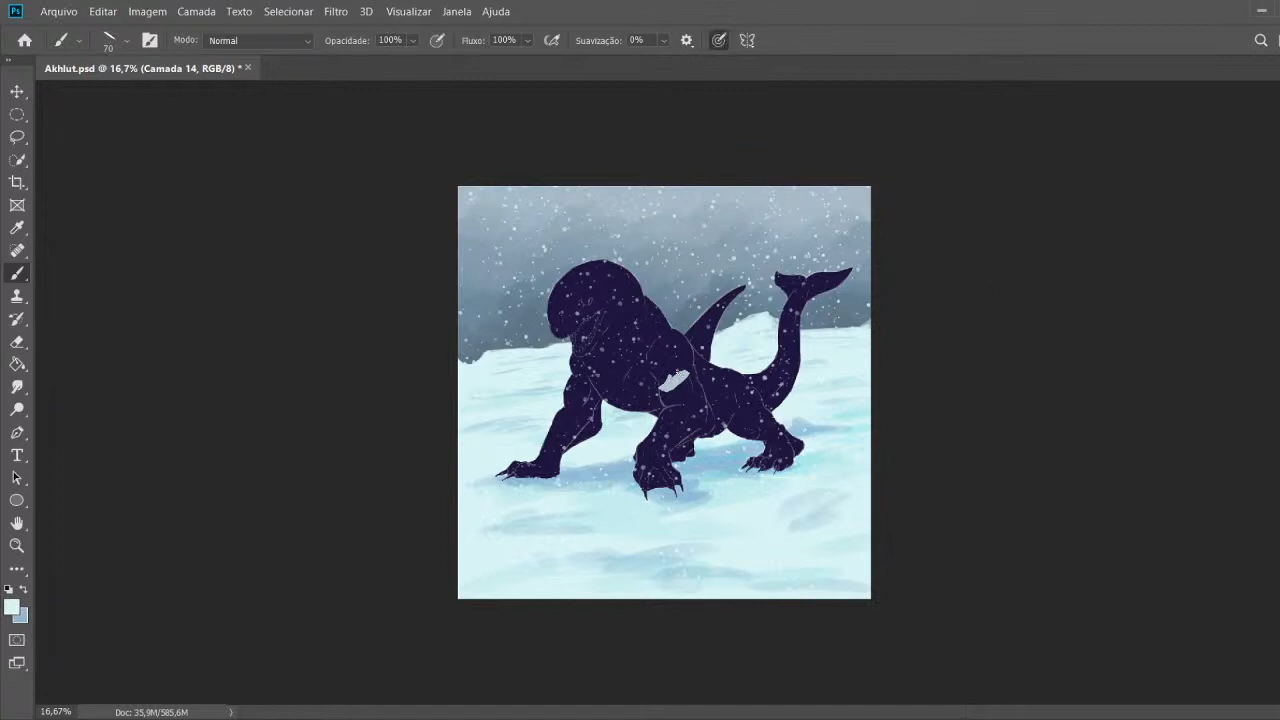 Ps Arquivo Editar Imagem Camada Texto Selecionar Filtro 3D Visualizar Janela Ajuda
70 Modo: Normal Opacidade: 100% Fluxo: 100% Suavização: 0%
Akhlut.psd @ 16,7% (Camada 14, RGB/8) *
16,67% Doc: 35,9M/585,6M